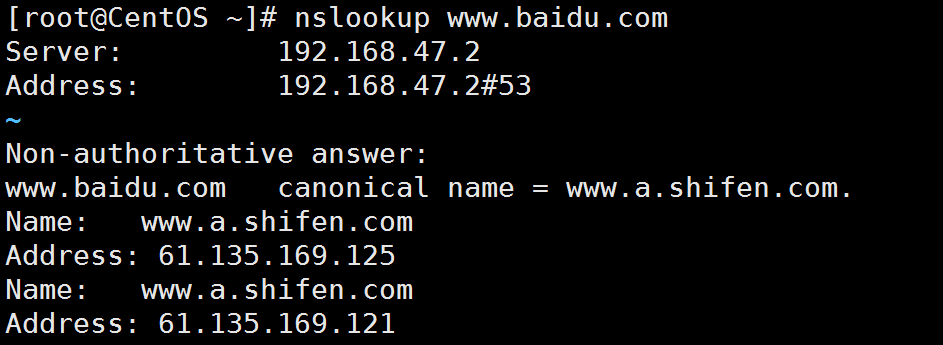 [root@CentOS ~]# nslookup www.baidu.com
Server:         192.168.47.2
Address:        192.168.47.2#53
~
Non-authoritative answer:
www.baidu.com   canonical name = www.a.shifen.com.
Name:   www.a.shifen.com
Address: 61.135.169.125
Name:   www.a.shifen.com
Address: 61.135.169.121